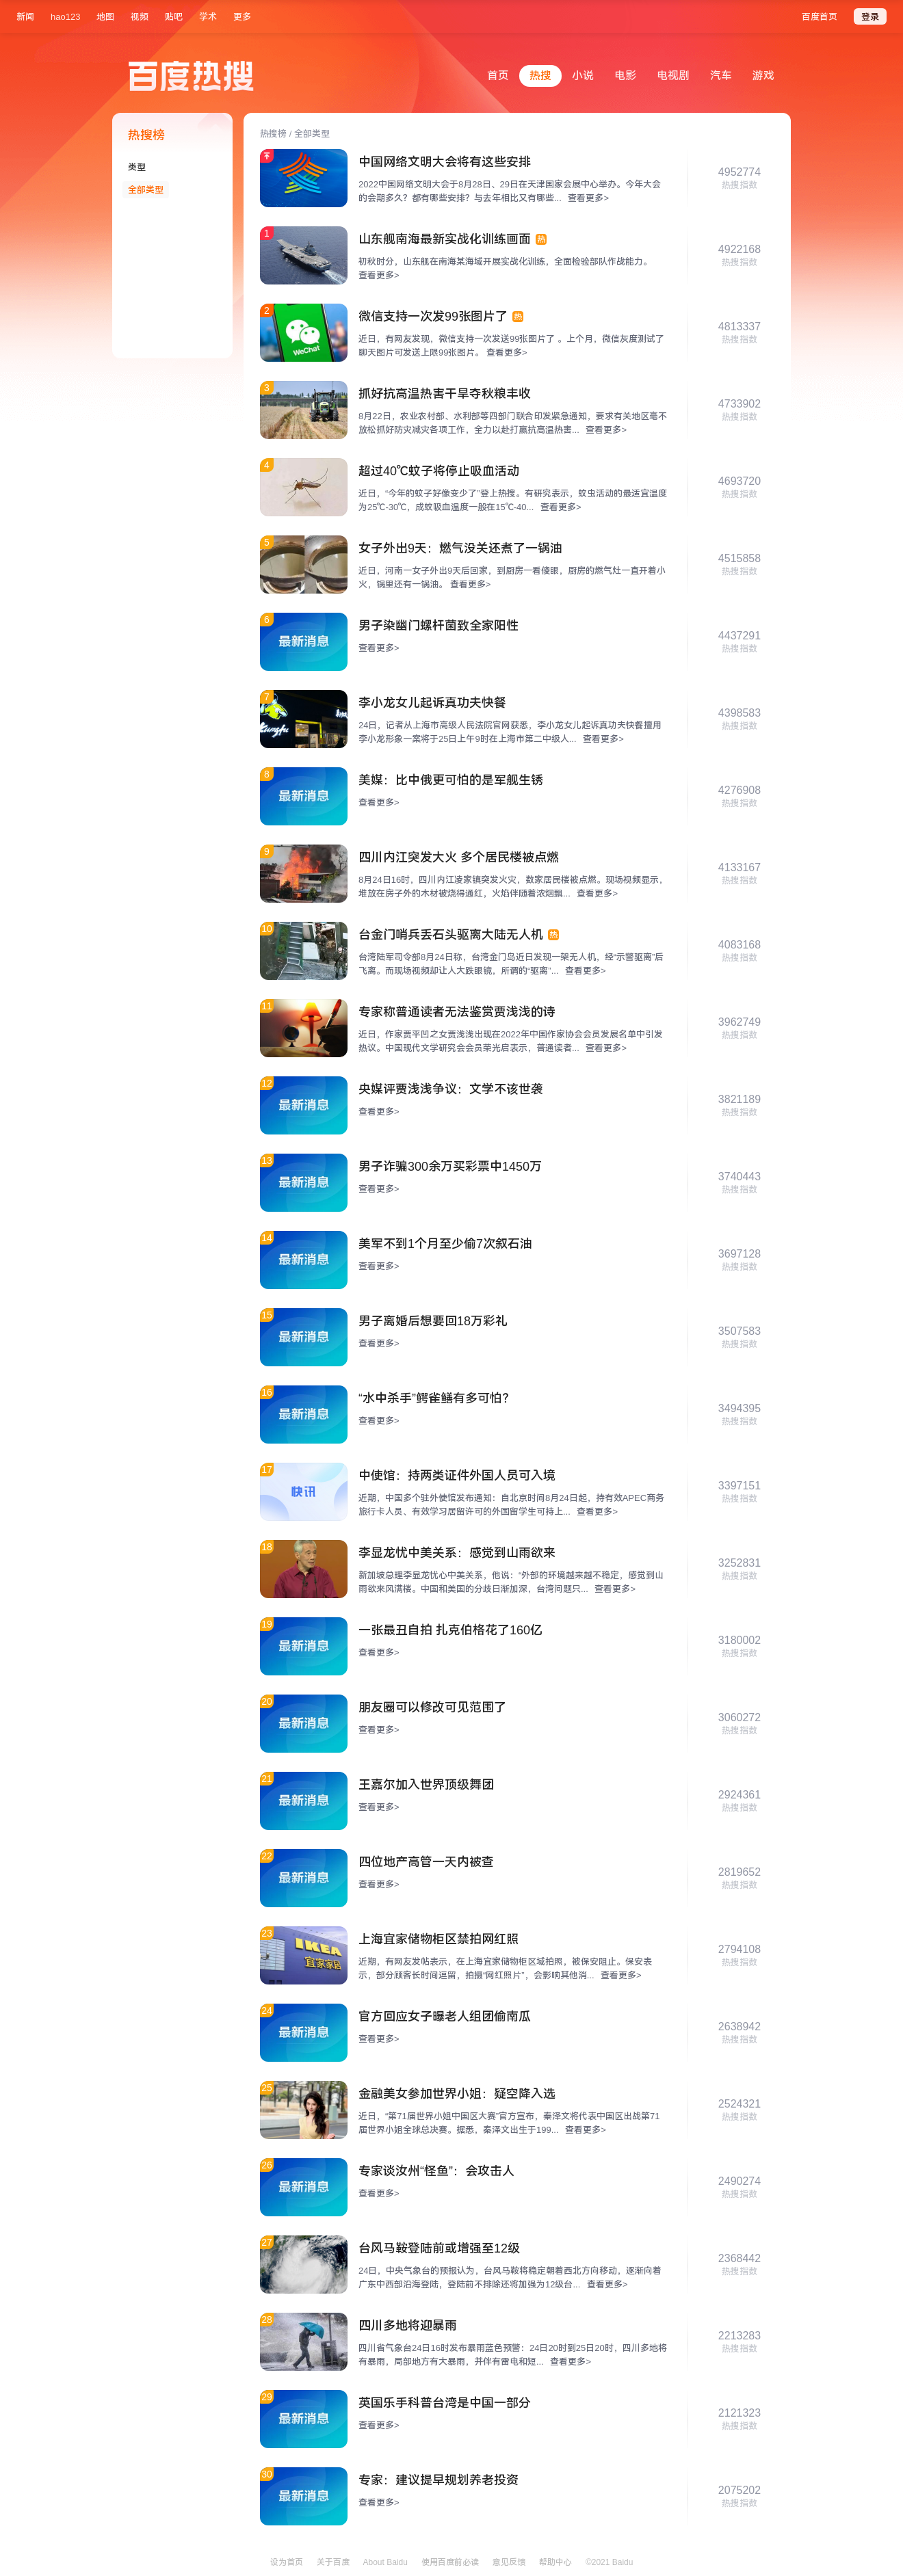 新闻 hao123 地图 视频 贴吧 学术 更多 百度首页 登录
百度热搜
首页 热搜 小说 电影 电视剧 汽车 游戏
热搜榜
类型
全部类型
热搜榜 / 全部类型
中国网络文明大会将有这些安排
2022中国网络文明大会于8月28日、29日在天津国家会展中心举办。今年大会
的会期多久？都有哪些安排？与去年相比又有哪些... 查看更多>
4952774
热搜指数
1
山东舰南海最新实战化训练画面 热
初秋时分，山东舰在南海某海域开展实战化训练，全面检验部队作战能力。
查看更多>
4922168
热搜指数
2
WeChat
微信支持一次发99张图片了 热
近日，有网友发现，微信支持一次发送99张图片了 。上个月，微信灰度测试了
聊天图片可发送上限99张图片。 查看更多>
4813337
热搜指数
3
抓好抗高温热害干旱夺秋粮丰收
8月22日，农业农村部、水利部等四部门联合印发紧急通知，要求有关地区毫不
放松抓好防灾减灾各项工作，全力以赴打赢抗高温热害... 查看更多>
4733902
热搜指数
4
超过40℃蚊子将停止吸血活动
近日，“今年的蚊子好像变少了”登上热搜。有研究表示，蚊虫活动的最适宜温度
为25℃-30℃，成蚊吸血温度一般在15℃-40... 查看更多>
4693720
热搜指数
5
女子外出9天：燃气没关还煮了一锅油
近日，河南一女子外出9天后回家，到厨房一看傻眼，厨房的燃气灶一直开着小
火，锅里还有一锅油。 查看更多>
4515858
热搜指数
6
最新消息
男子染幽门螺杆菌致全家阳性
查看更多>
4437291
热搜指数
7
李小龙女儿起诉真功夫快餐
24日，记者从上海市高级人民法院官网获悉，李小龙女儿起诉真功夫快餐擅用
李小龙形象一案将于25日上午9时在上海市第二中级人... 查看更多>
4398583
热搜指数
8
最新消息
美媒：比中俄更可怕的是军舰生锈
查看更多>
4276908
热搜指数
9
四川内江突发大火 多个居民楼被点燃
8月24日16时，四川内江凌家镇突发火灾，数家居民楼被点燃。现场视频显示，
堆放在房子外的木材被烧得通红，火焰伴随着浓烟飘... 查看更多>
4133167
热搜指数
10
台金门哨兵丢石头驱离大陆无人机 热
台湾陆军司令部8月24日称，台湾金门岛近日发现一架无人机，经“示警驱离”后
飞离。而现场视频却让人大跌眼镜，所谓的“驱离”... 查看更多>
4083168
热搜指数
11
专家称普通读者无法鉴赏贾浅浅的诗
近日，作家贾平凹之女贾浅浅出现在2022年中国作家协会会员发展名单中引发
热议。中国现代文学研究会会员荣光启表示，普通读者... 查看更多>
3962749
热搜指数
12
最新消息
央媒评贾浅浅争议：文学不该世袭
查看更多>
3821189
热搜指数
13
最新消息
男子诈骗300余万买彩票中1450万
查看更多>
3740443
热搜指数
14
最新消息
美军不到1个月至少偷7次叙石油
查看更多>
3697128
热搜指数
15
最新消息
男子离婚后想要回18万彩礼
查看更多>
3507583
热搜指数
16
最新消息
“水中杀手”鳄雀鳝有多可怕？
查看更多>
3494395
热搜指数
17
快讯
中使馆：持两类证件外国人员可入境
近期，中国多个驻外使馆发布通知：自北京时间8月24日起，持有效APEC商务
旅行卡人员、有效学习居留许可的外国留学生可持上... 查看更多>
3397151
热搜指数
18
李显龙忧中美关系：感觉到山雨欲来
新加坡总理李显龙忧心中美关系，他说：“外部的环境越来越不稳定，感觉到山
雨欲来风满楼。中国和美国的分歧日渐加深，台湾问题只... 查看更多>
3252831
热搜指数
19
最新消息
一张最丑自拍 扎克伯格花了160亿
查看更多>
3180002
热搜指数
20
最新消息
朋友圈可以修改可见范围了
查看更多>
3060272
热搜指数
21
最新消息
王嘉尔加入世界顶级舞团
查看更多>
2924361
热搜指数
22
最新消息
四位地产高管一天内被查
查看更多>
2819652
热搜指数
23
IKEA
宜家家居
上海宜家储物柜区禁拍网红照
近期，有网友发帖表示，在上海宜家储物柜区域拍照，被保安阻止。保安表
示，部分顾客长时间逗留，拍摄“网红照片”，会影响其他消... 查看更多>
2794108
热搜指数
24
最新消息
官方回应女子曝老人组团偷南瓜
查看更多>
2638942
热搜指数
25
金融美女参加世界小姐：疑空降入选
近日，“第71届世界小姐中国区大赛”官方宣布，秦泽文将代表中国区出战第71
届世界小姐全球总决赛。据悉，秦泽文出生于199... 查看更多>
2524321
热搜指数
26
最新消息
专家谈汝州“怪鱼”：会攻击人
查看更多>
2490274
热搜指数
27
台风马鞍登陆前或增强至12级
24日，中央气象台的预报认为，台风马鞍将稳定朝着西北方向移动，逐渐向着
广东中西部沿海登陆，登陆前不排除还将加强为12级台... 查看更多>
2368442
热搜指数
28
四川多地将迎暴雨
四川省气象台24日16时发布暴雨蓝色预警：24日20时到25日20时，四川多地将
有暴雨，局部地方有大暴雨，并伴有雷电和短... 查看更多>
2213283
热搜指数
29
最新消息
英国乐手科普台湾是中国一部分
查看更多>
2121323
热搜指数
30
最新消息
专家：建议提早规划养老投资
查看更多>
2075202
热搜指数
设为首页 关于百度 About Baidu 使用百度前必读 意见反馈 帮助中心 ©2021 Baidu